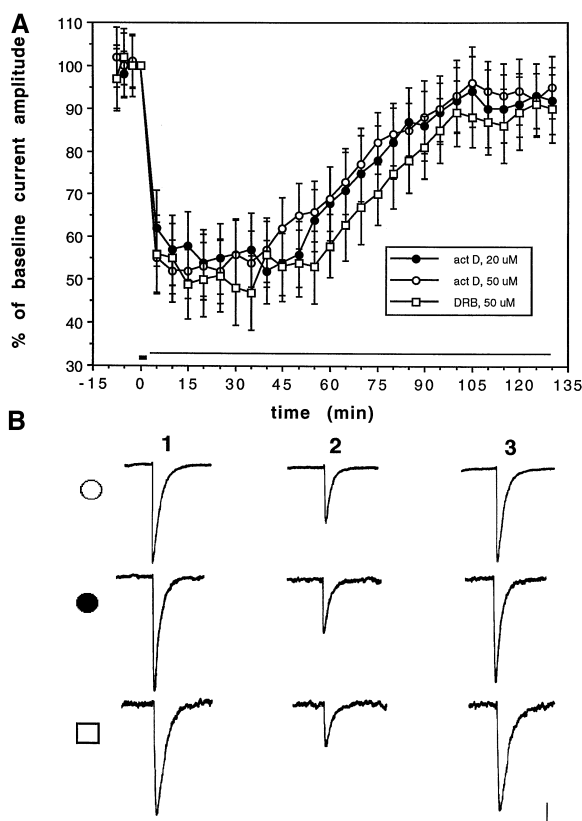 A
% of baseline current amplitude
110
100
90
80
70
60
50
40
30
act D, 20 uM
act D, 50 uM
DRB, 50 uM
-15 0 15 30 45 60 75 90 105 120 135
time (min)
B
1 2 3